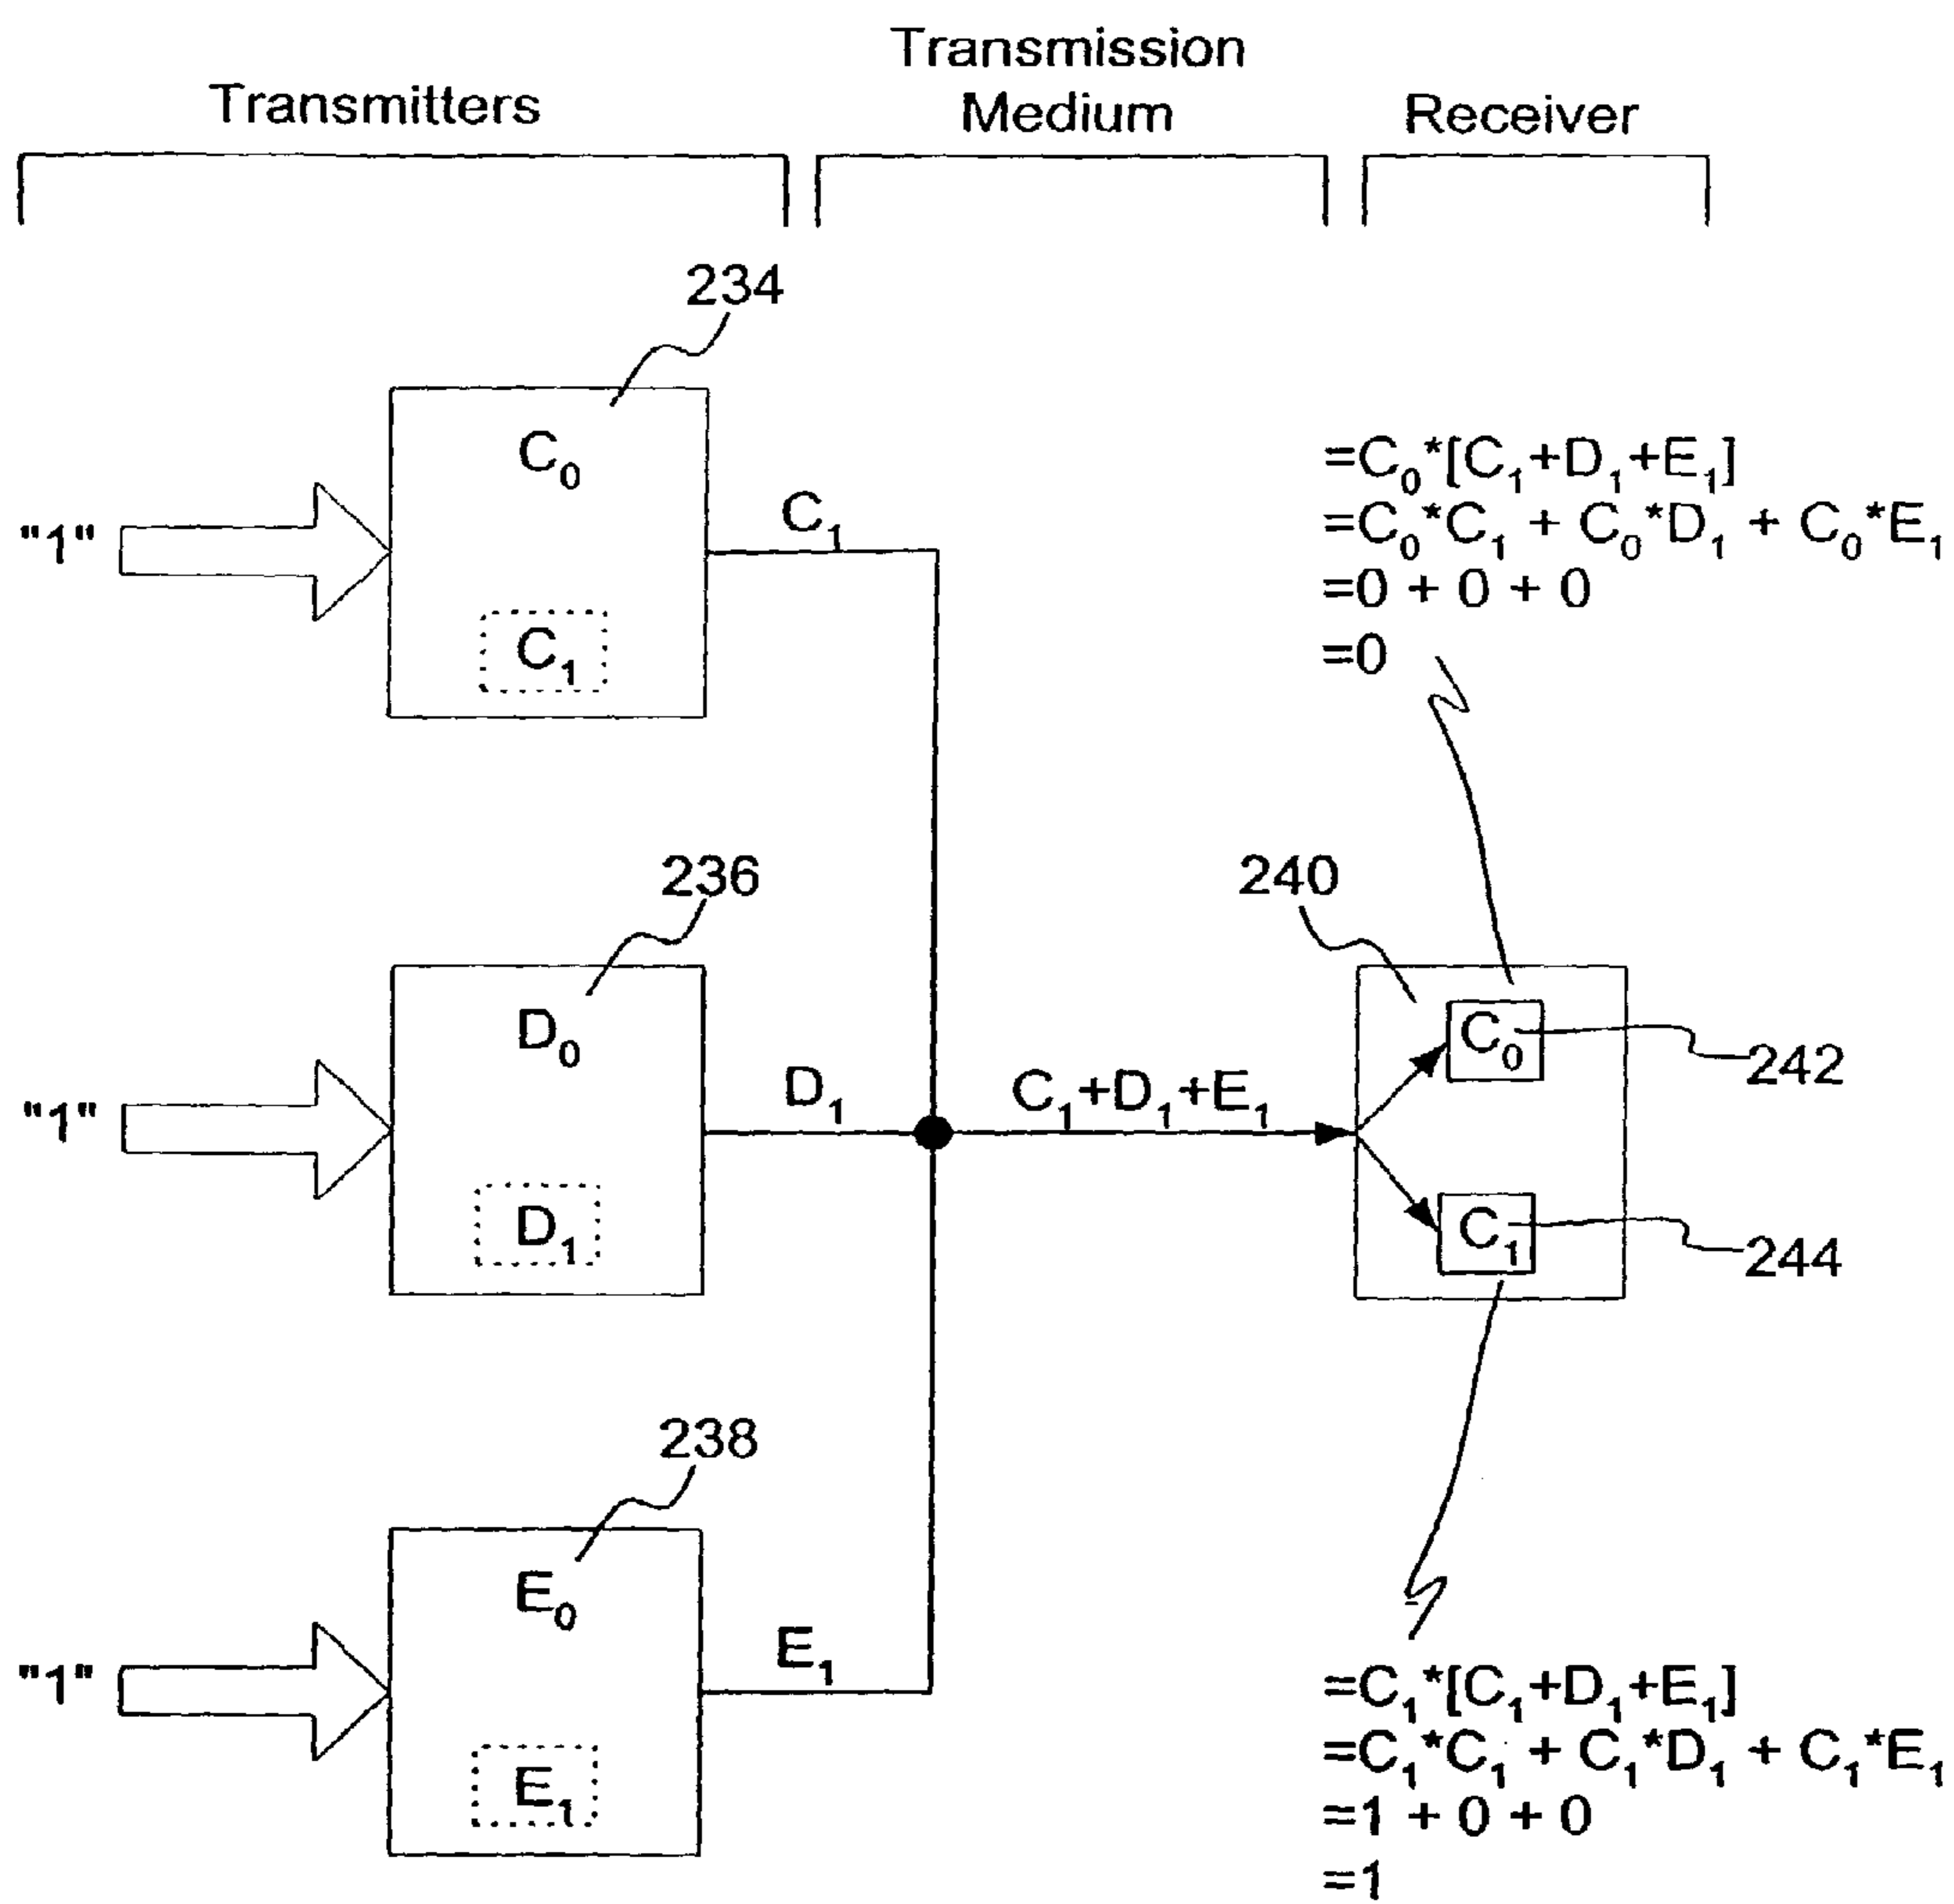 Transmitters
Transmission
Medium
Receiver
234
"1"
C₀
C₁
C₁
=C₀*[C₁+D₁+E₁]
=C₀*C₁ + C₀*D₁ + C₀*E₁
=0 + 0 + 0
=0
236
"1"
D₀
D₁
D₁
C₁+D₁+E₁
240
C₀
242
C₁
244
238
"1"
E₀
E₁
E₁
=C₁*[C₁+D₁+E₁]
=C₁*C₁ + C₁*D₁ + C₁*E₁
=1 + 0 + 0
=1